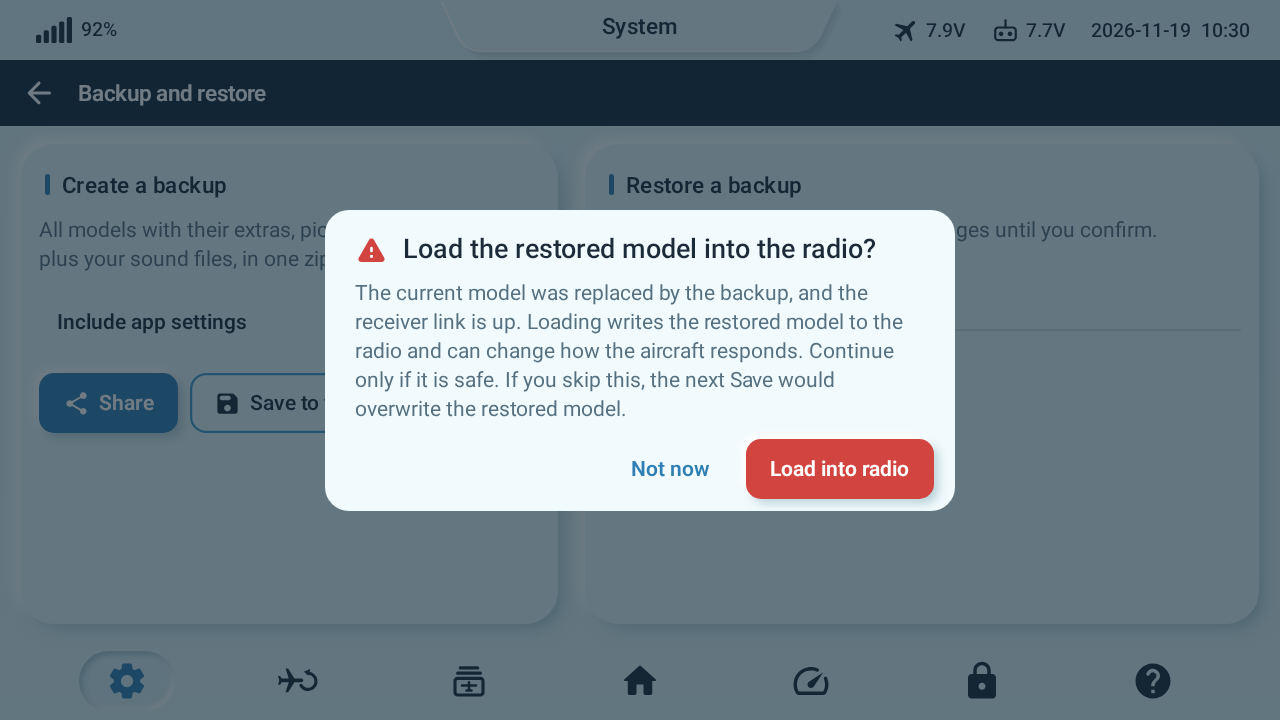 92%
System
7.9V
7.7V
2026-11-19 10:30
Backup and restore
Create a backup
All models with their extras,
plus your sound files, in one
Include app settings
Share
Save to
Restore a backup
until you confirm.
Load the restored model into the radio?
The current model was replaced by the backup, and the
receiver link is up. Loading writes the restored model to the
radio and can change how the aircraft responds. Continue
only if it is safe. If you skip this, the next Save would
overwrite the restored model.
Not now
Load into radio